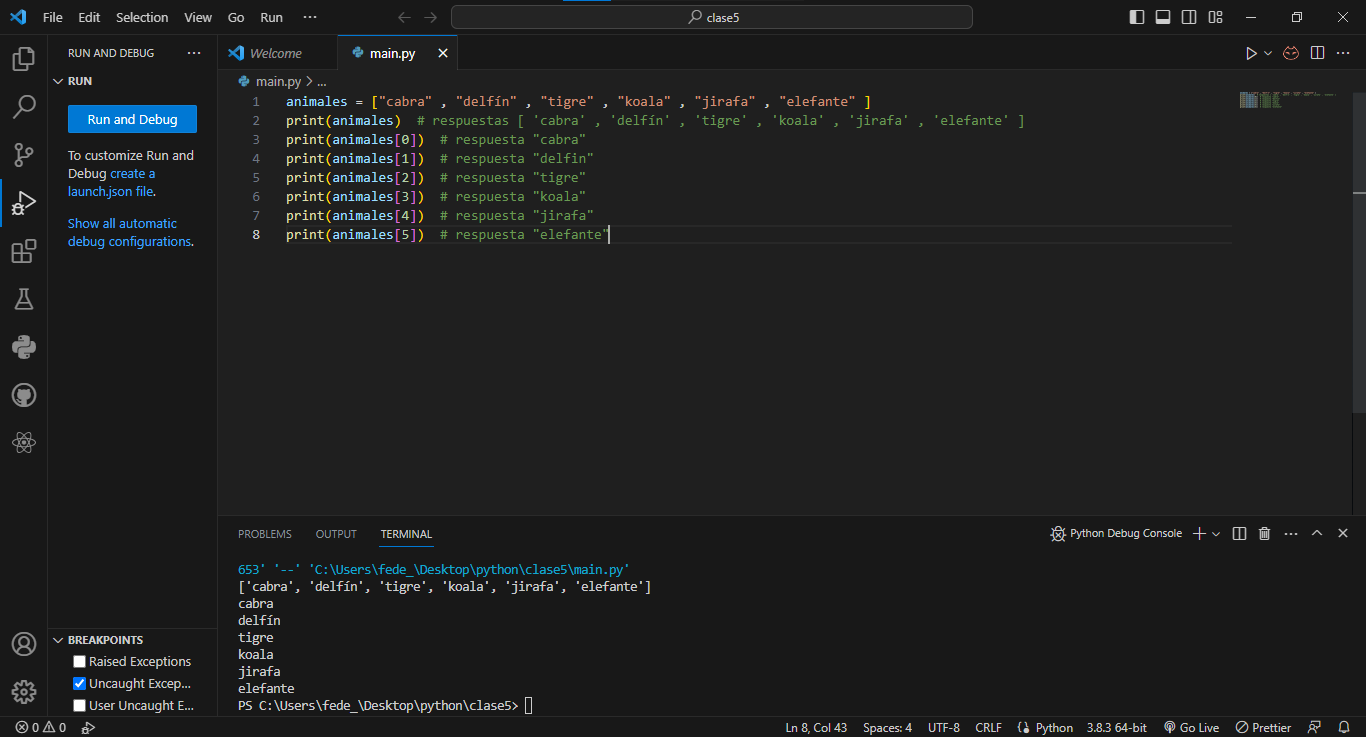 File Edit Selection View Go Run ··· clase5
RUN AND DEBUG ···
RUN
Run and Debug
To customize Run and
Debug create a
launch.json file.
Show all automatic
debug configurations.
BREAKPOINTS
Raised Exceptions
Uncaught Excep...
User Uncaught E...
Welcome main.py
main.py > ...
1 animales = ["cabra" , "delfín" , "tigre" , "koala" , "jirafa" , "elefante" ]
2 print(animales) # respuestas [ 'cabra' , 'delfín' , 'tigre' , 'koala' , 'jirafa' , 'elefante' ]
3 print(animales[0]) # respuesta "cabra"
4 print(animales[1]) # respuesta "delfin"
5 print(animales[2]) # respuesta "tigre"
6 print(animales[3]) # respuesta "koala"
7 print(animales[4]) # respuesta "jirafa"
8 print(animales[5]) # respuesta "elefante"
PROBLEMS OUTPUT TERMINAL Python Debug Console
653' '--' 'C:\Users\fede_\Desktop\python\clase5\main.py'
['cabra', 'delfín', 'tigre', 'koala', 'jirafa', 'elefante']
cabra
delfín
tigre
koala
jirafa
elefante
PS C:\Users\fede_\Desktop\python\clase5>
0 0 Ln 8, Col 43 Spaces: 4 UTF-8 CRLF Python 3.8.3 64-bit Go Live Prettier